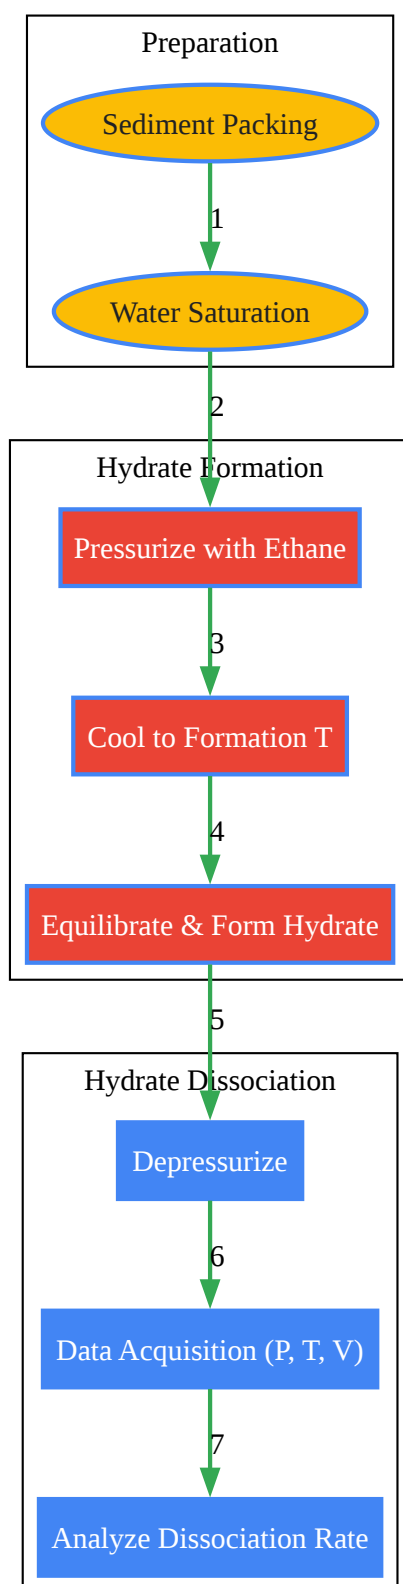 Preparation
Sediment Packing
1
Water Saturation
2
Hydrate Formation
Pressurize with Ethane
3
Cool to Formation T
4
Equilibrate & Form Hydrate
5
Hydrate Dissociation
Depressurize
6
Data Acquisition (P, T, V)
7
Analyze Dissociation Rate